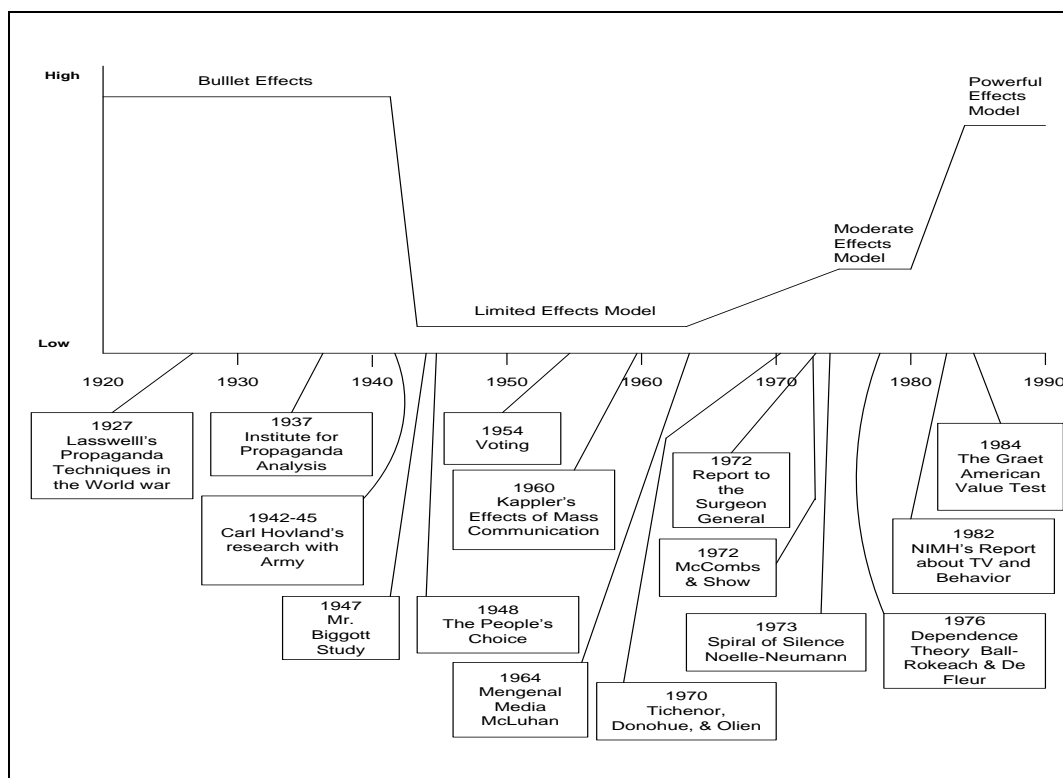 High
Bulllet Effects
Powerful
Effects
Model
Moderate
Effects
Model
Limited Effects Model
Low
1920
1930
1940
1950
1960
1970
1980
1990
1927
Lasswelll's
Propaganda
Techniques in
the World war
1937
Institute for
Propaganda
Analysis
1942-45
Carl Hovland's
research with
Army
1947
Mr.
Biggott
Study
1948
The People's
Choice
1954
Voting
1960
Kappler's
Effects of Mass
Communication
1964
Mengenal
Media
McLuhan
1970
Tichenor,
Donohue, & Olien
1972
Report to
the
Surgeon
General
1972
McCombs
& Show
1973
Spiral of Silence
Noelle-Neumann
1984
The Graet
American
Value Test
1982
NIMH's Report
about TV and
Behavior
1976
Dependence
Theory Ball-
Rokeach & De
Fleur